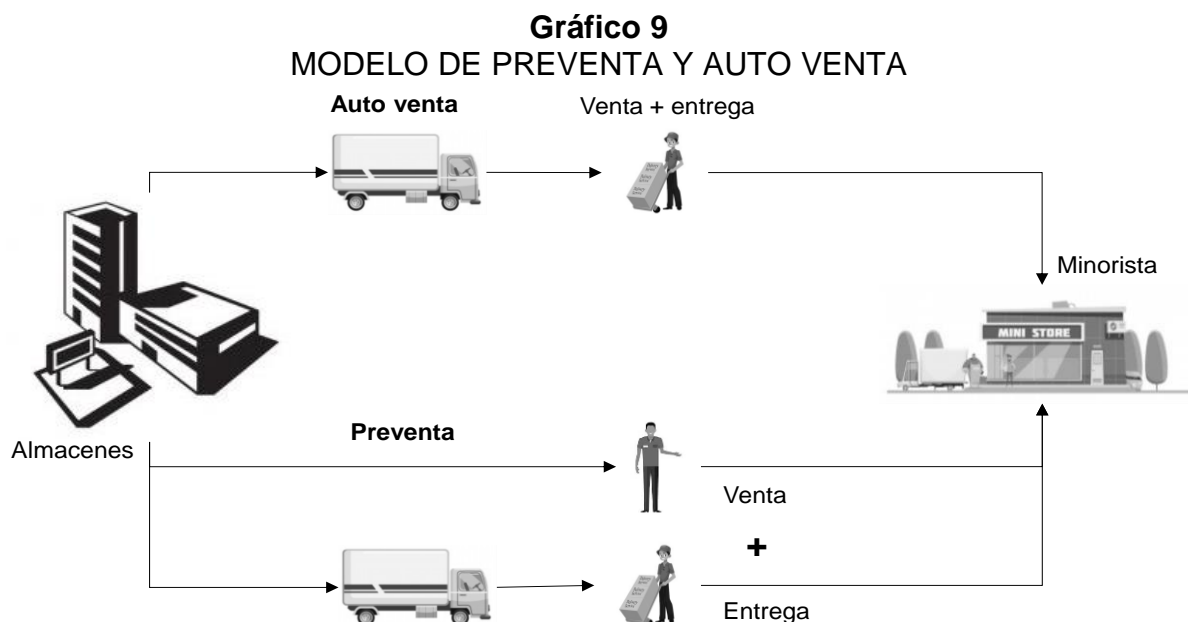 Gráfico 9
MODELO DE PREVENTA Y AUTO VENTA
Auto venta
Venta + entrega
Minorista
MINI STORE
Almacenes
Preventa
Venta
+
Entrega